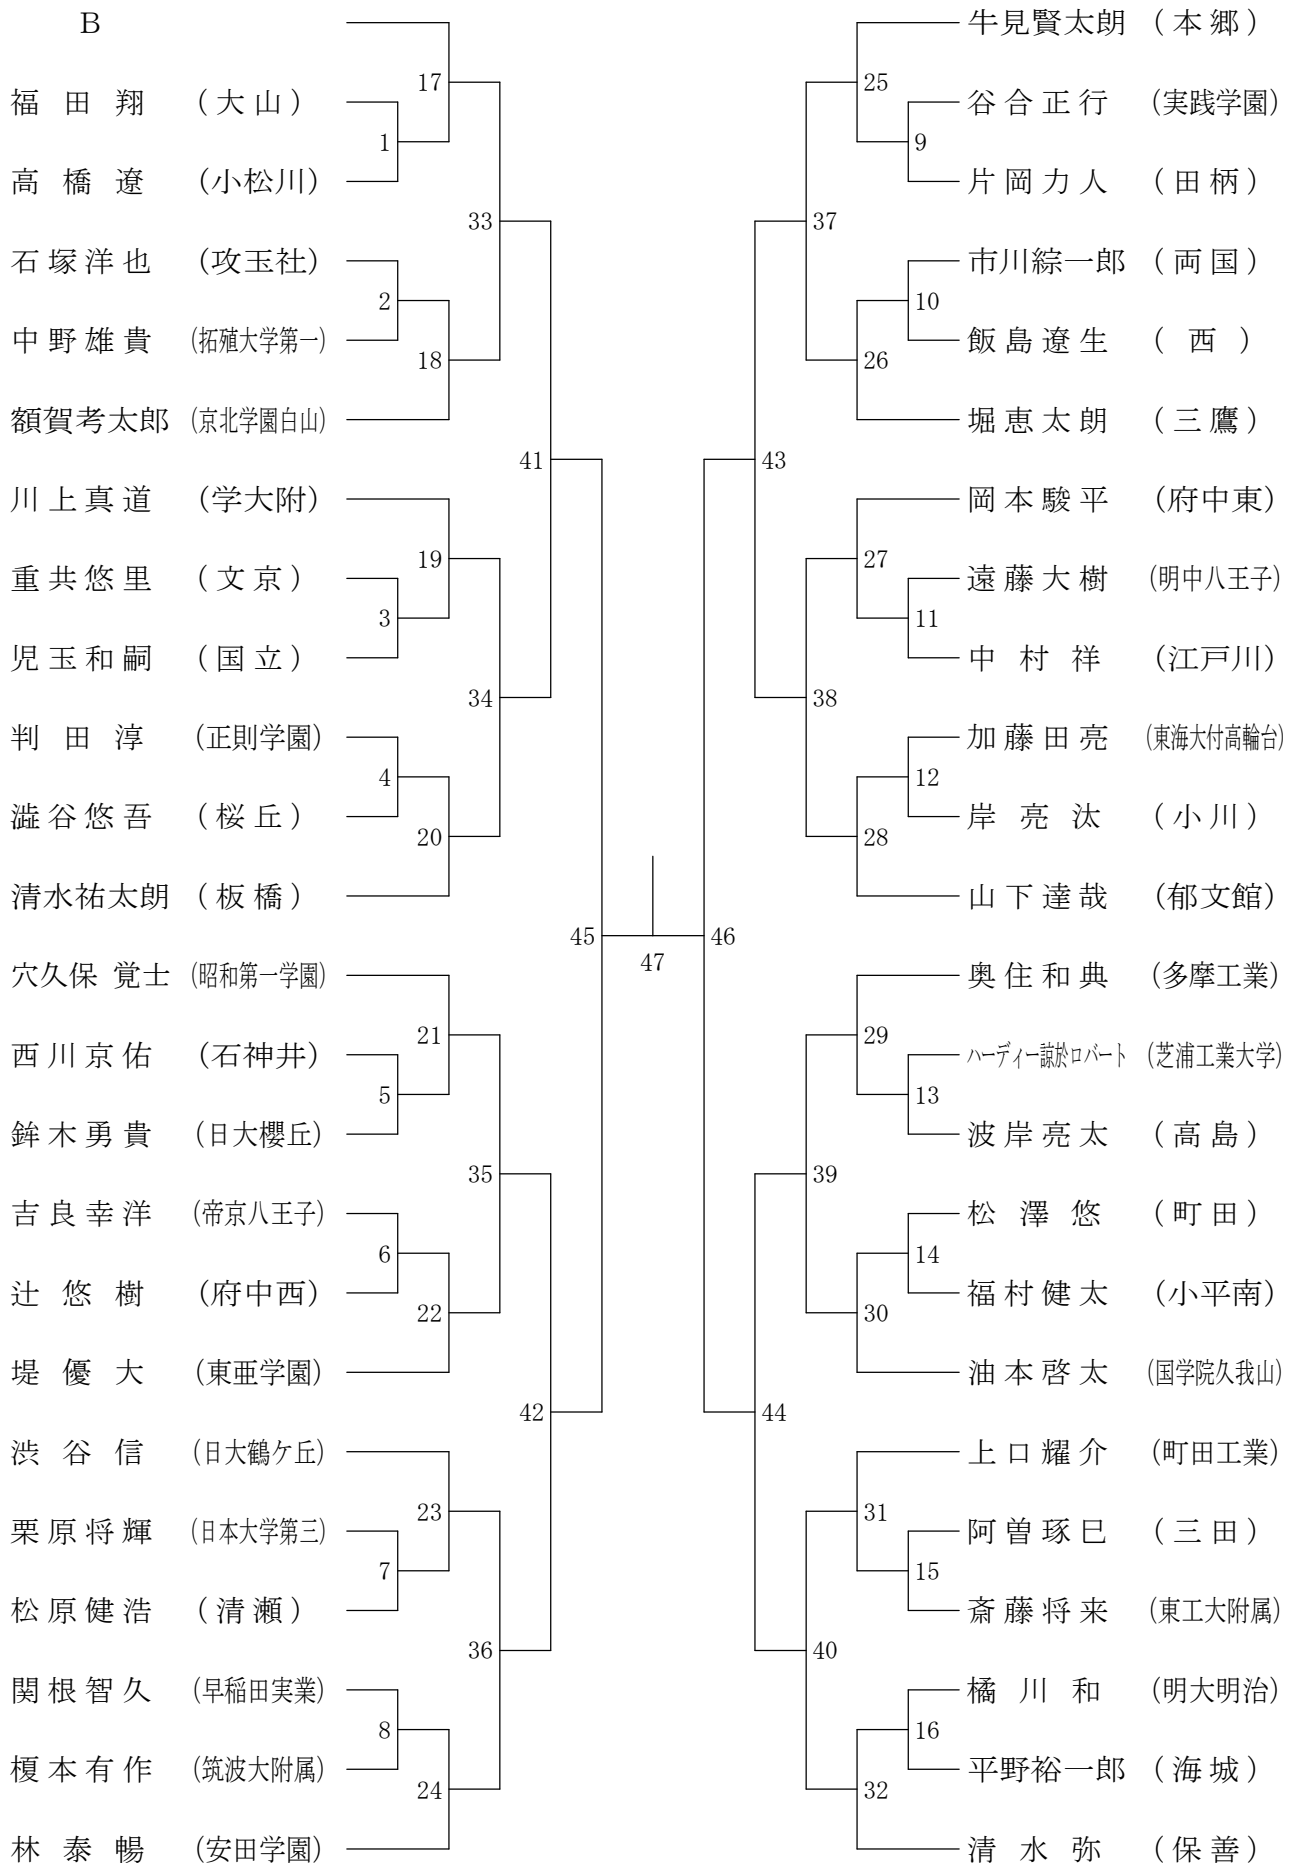 B
17
福田翔 (大山)
1
高橋遼 (小松川)
33
石塚洋也 (攻玉社)
2
中野雄貴 (拓殖大学第一)
18
額賀考太郎 (京北学園白山)
41
川上真道 (学大附)
19
重共悠里 (文京)
3
児玉和嗣 (国立)
34
判田淳 (正則学園)
4
澁谷悠吾 (桜丘)
20
清水祐太朗 (板橋)
45
穴久保 覚士 (昭和第一学園)
21
西川京佑 (石神井)
5
鉾木勇貴 (日大櫻丘)
35
吉良幸洋 (帝京八王子)
6
辻悠樹 (府中西)
22
堤優大 (東亜学園)
42
渋谷信 (日大鶴ケ丘)
23
栗原将輝 (日本大学第三)
7
松原健浩 (清瀬)
36
関根智久 (早稲田実業)
8
榎本有作 (筑波大附属)
24
林泰暢 (安田学園)
47
牛見賢太朗 (本郷)
25
谷合正行 (実践学園)
9
片岡力人 (田柄)
37
市川綜一郎 (両国)
10
飯島遼生 (西)
26
堀恵太朗 (三鷹)
43
岡本駿平 (府中東)
27
遠藤大樹 (明中八王子)
11
中村祥 (江戸川)
38
加藤田亮 (東海大付高輪台)
12
岸亮汰 (小川)
28
山下達哉 (郁文館)
46
奥住和典 (多摩工業)
29
ハーディー諒於ロバート (芝浦工業大学)
13
波岸亮太 (高島)
39
松澤悠 (町田)
14
福村健太 (小平南)
30
油本啓太 (国学院久我山)
44
上口耀介 (町田工業)
31
阿曽琢巳 (三田)
15
斎藤将来 (東工大附属)
40
橘川和 (明大明治)
16
平野裕一郎 (海城)
32
清水弥 (保善)